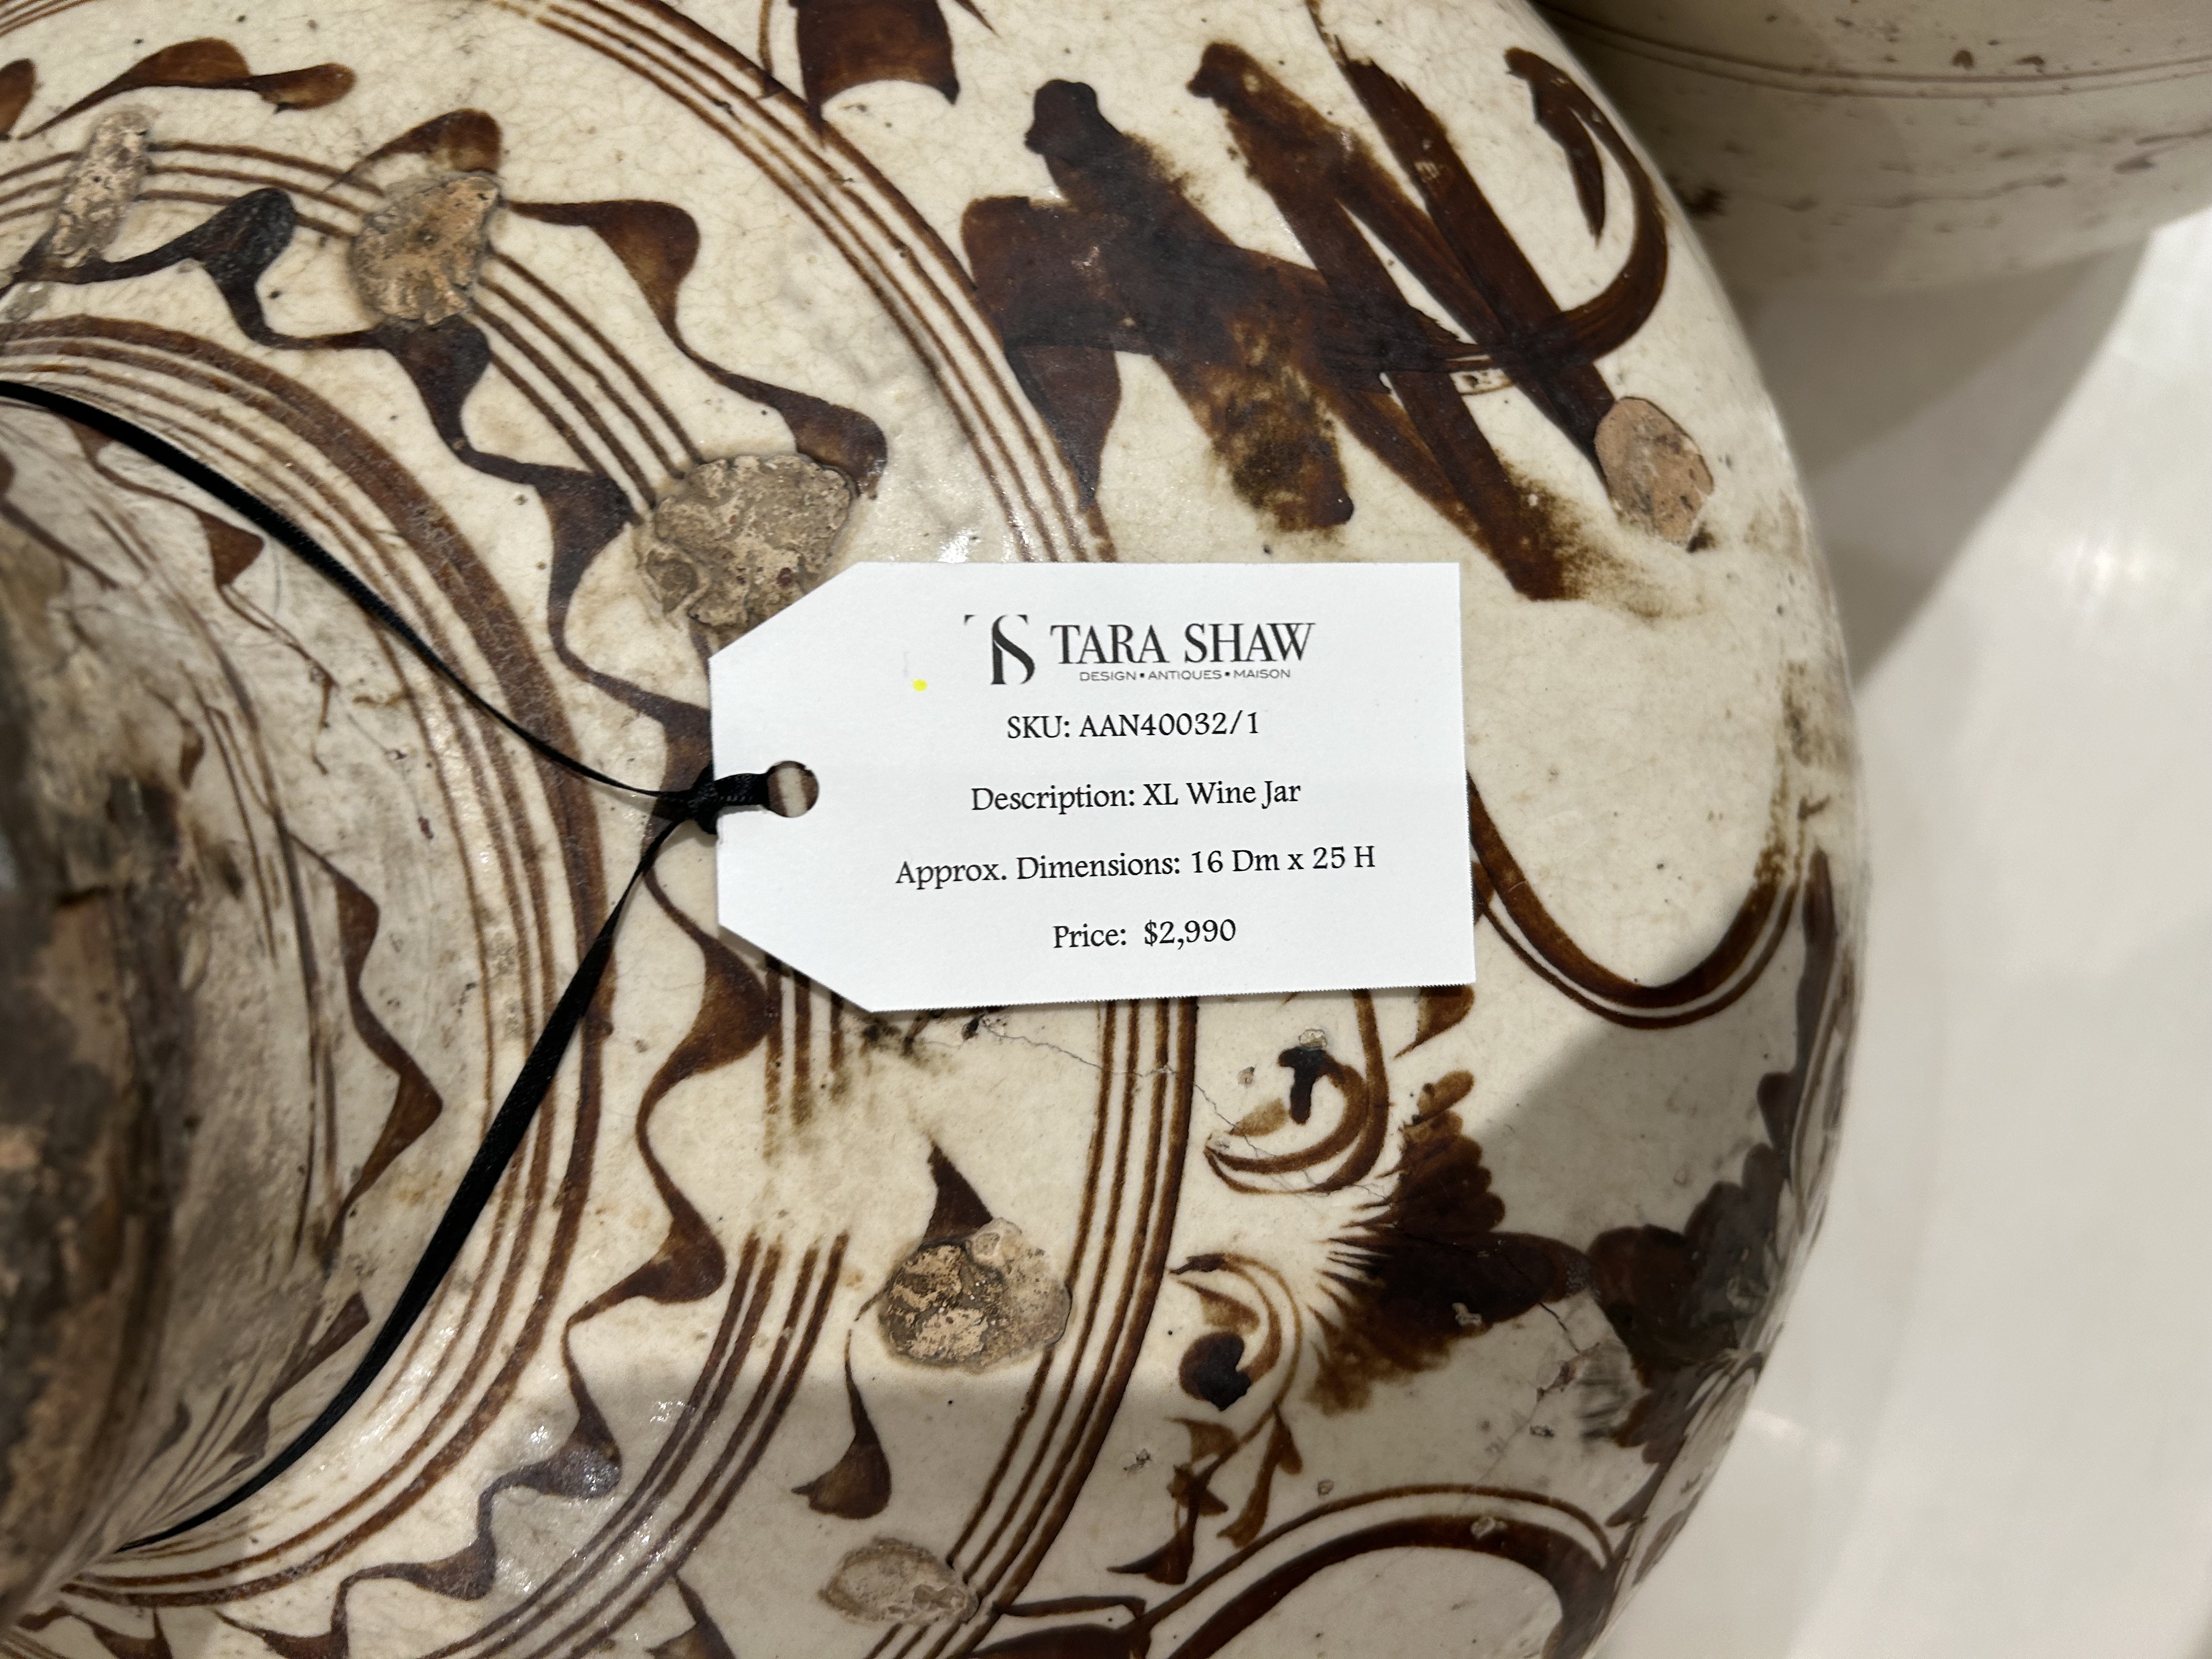 TS TARA SHAW
DESIGN • ANTIQUES • MAISON
SKU: AAN40032/1
Description: XL Wine Jar
Approx. Dimensions: 16 Dm x 25 H
Price: $2,990